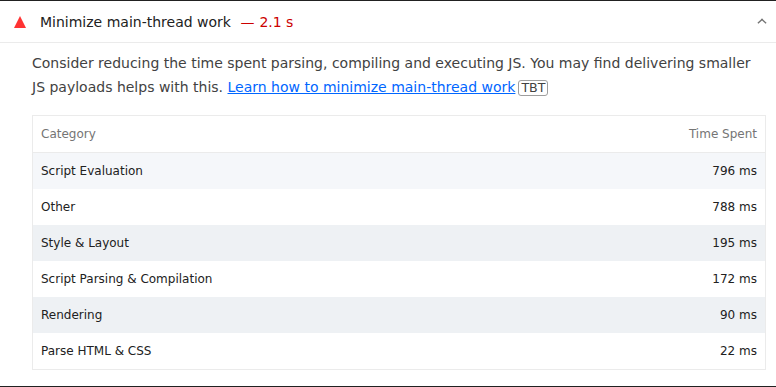 Minimize main-thread work — 2.1 s
Consider reducing the time spent parsing, compiling and executing JS. You may find delivering smaller
JS payloads helps with this. Learn how to minimize main-thread work TBT
Category Time Spent
Script Evaluation 796 ms
Other 788 ms
Style & Layout 195 ms
Script Parsing & Compilation 172 ms
Rendering 90 ms
Parse HTML & CSS 22 ms